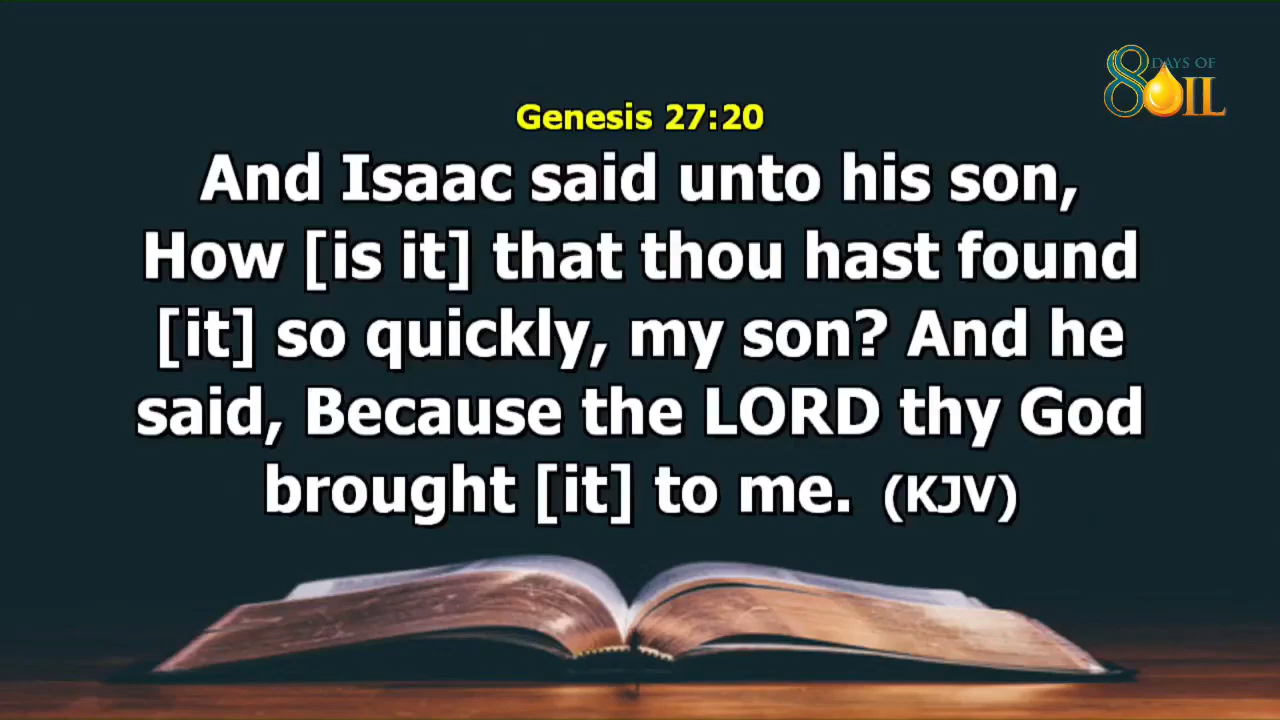 8 DAYS OF
OIL
Genesis 27:20
And Isaac said unto his son,
How [is it] that thou hast found
[it] so quickly, my son? And he
said, Because the LORD thy God
brought [it] to me. (KJV)